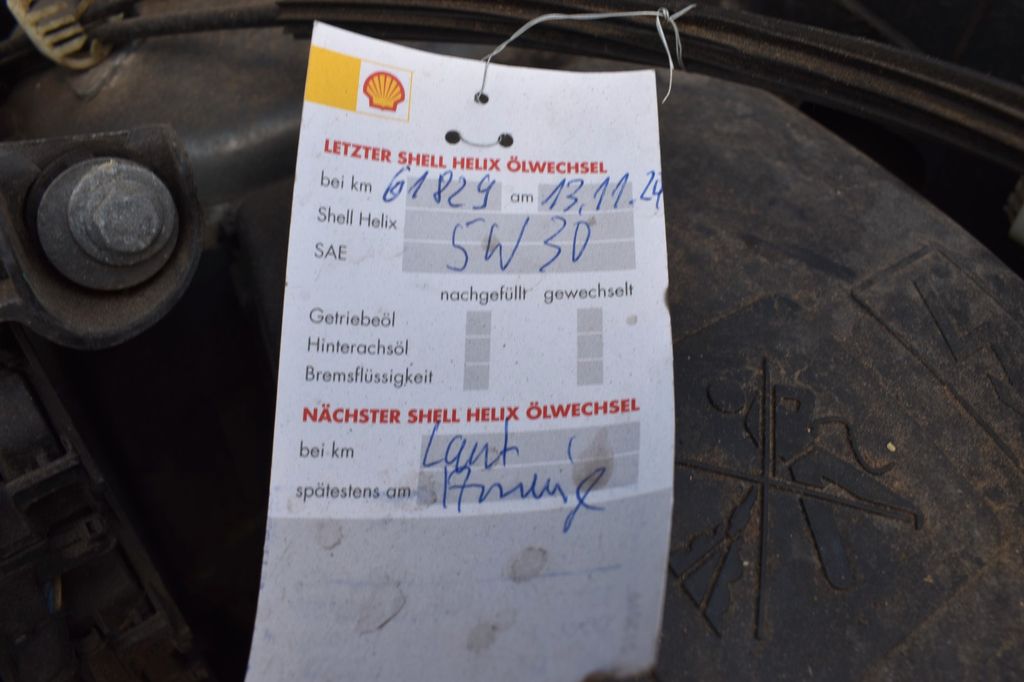 LETZTER SHELL HELIX ÖLWECHSEL
bei km 61829 am 13.11.24
Shell Helix 5W30
SAE
nachgefüllt gewechselt
Getriebeöl
Hinterachsöl
Bremsflüssigkeit
NÄCHSTER SHELL HELIX ÖLWECHSEL
bei km Laut
spätestens am